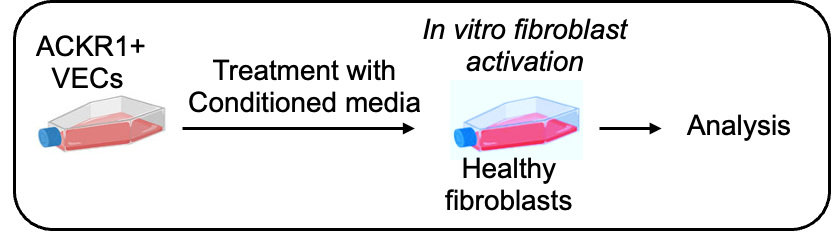 ACKR1+
VECs
Treatment with
Conditioned media
In vitro fibroblast
activation
Healthy
fibroblasts
Analysis